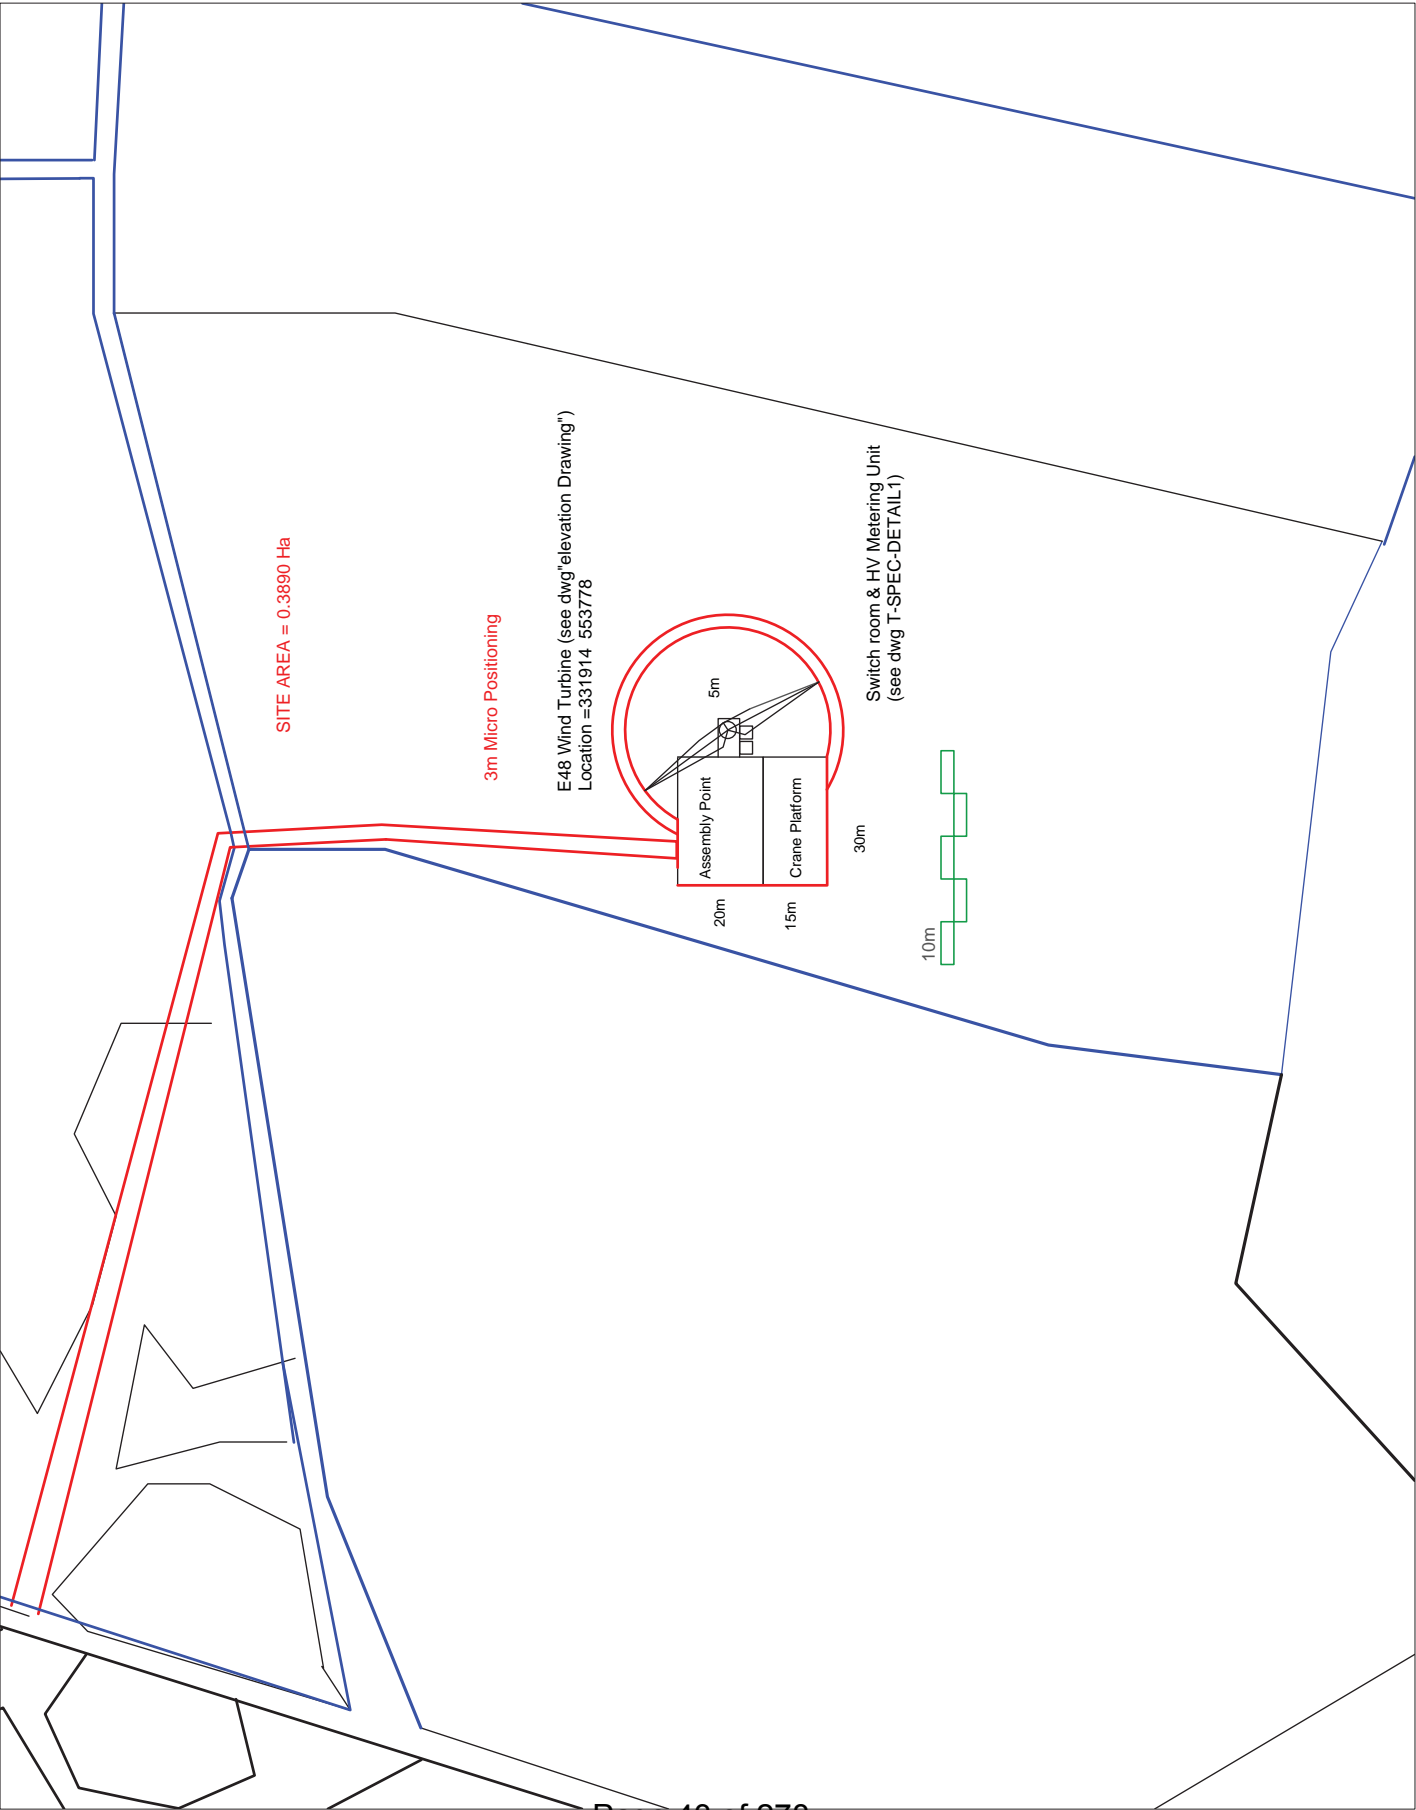 SITE AREA = 0.3890 Ha
3m Micro Positioning
E48 Wind Turbine (see dwg"elevation Drawing")
Location =331914 553778
5m
Assembly Point
Crane Platform
20m
15m
30m
Switch room & HV Metering Unit
(see dwg T-SPEC-DETAIL1)
10m